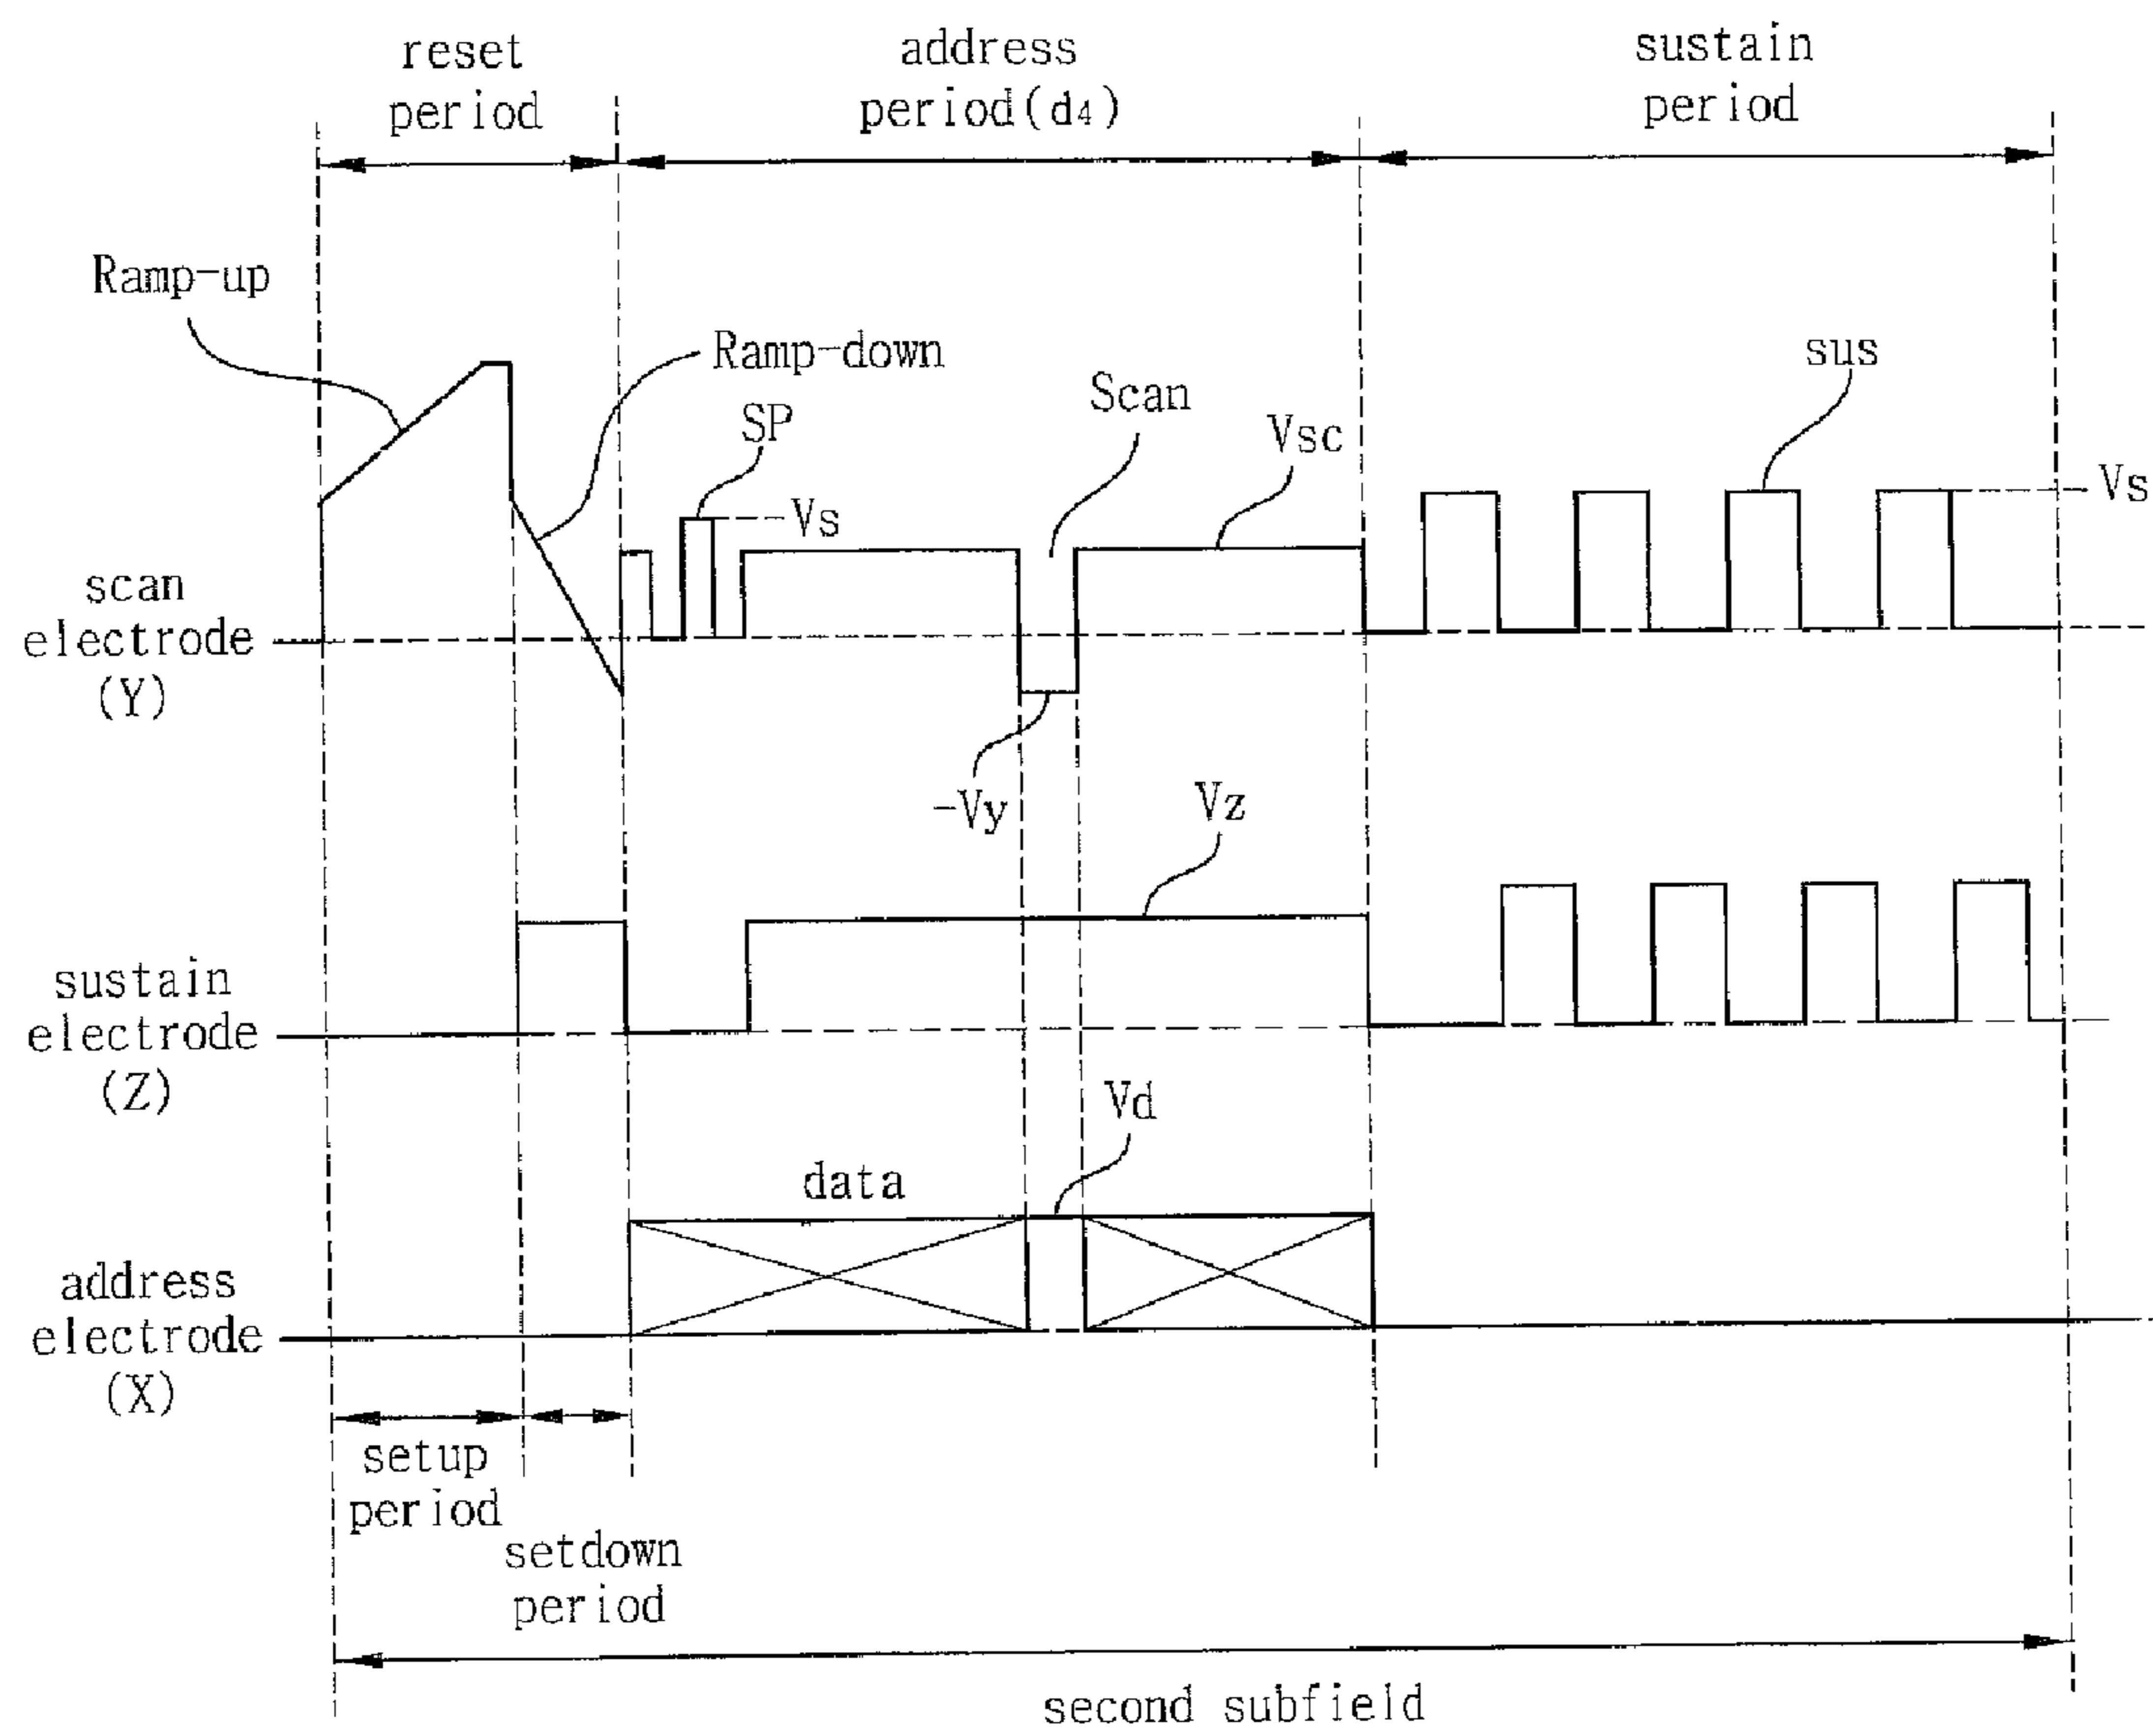 reset
period
address
period(d4)
sustain
period
Ramp-up
Ramp-down
SP
Vs
Scan
Vsc
sus
Vs
scan
electrode
(Y)
-Vy
Vz
sustain
electrode
(Z)
Vd
data
address
electrode
(X)
setup
period
setdown
period
second subfield